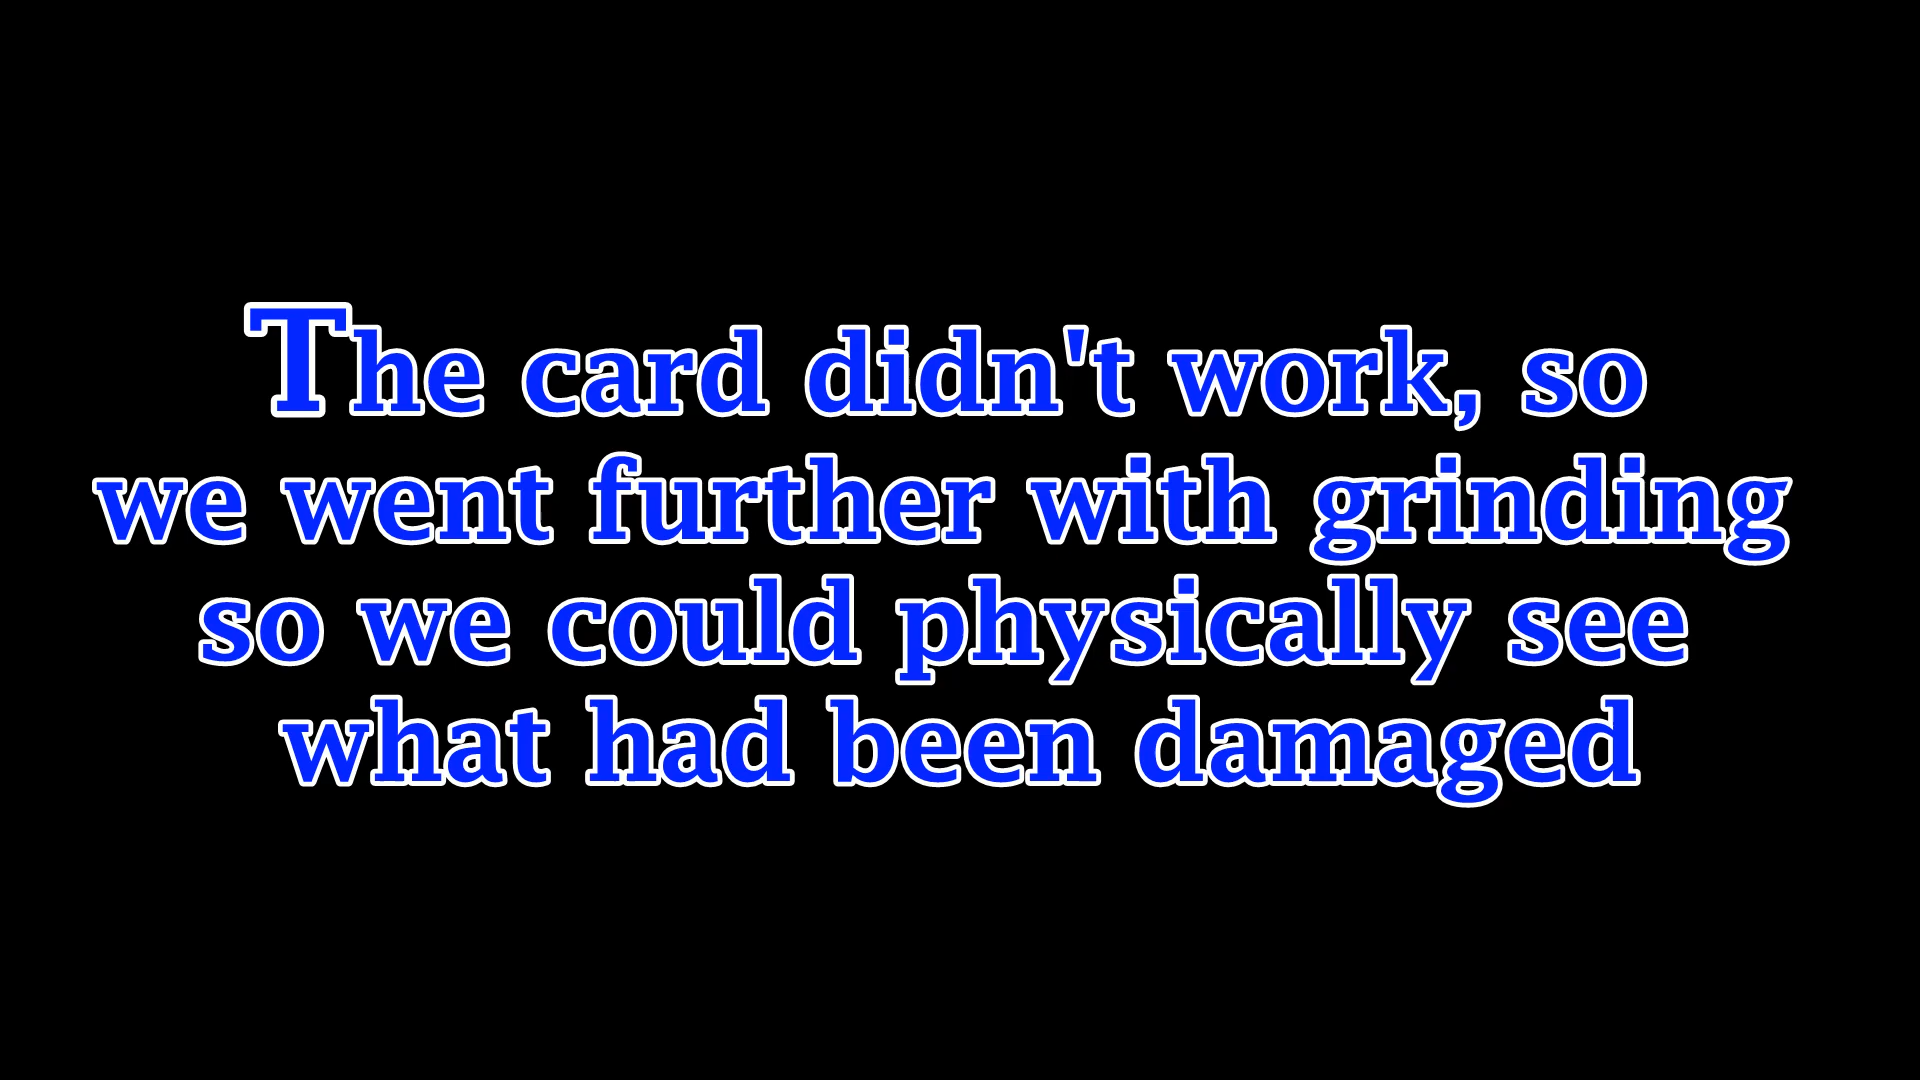 The card didn't work, so
we went further with grinding
so we could physically see
what had been damaged